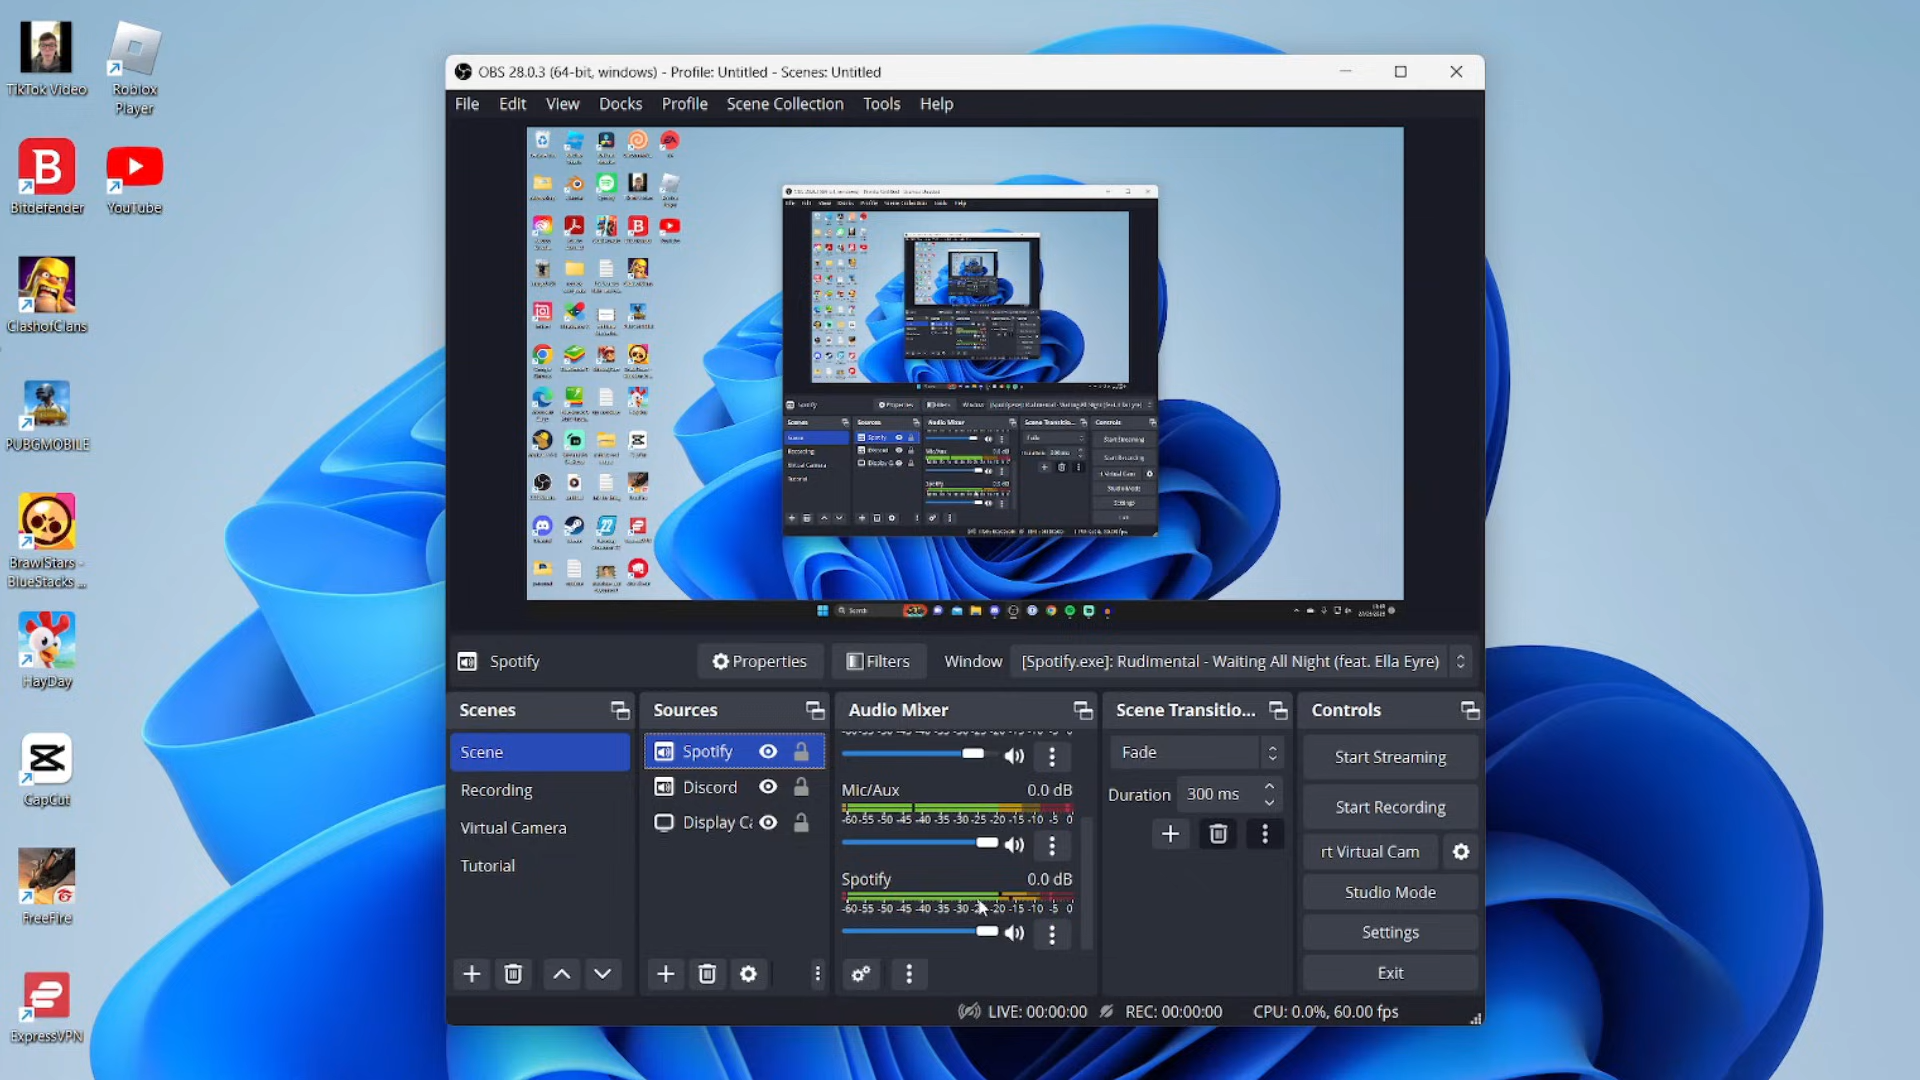 TikTok Video
Roblox
Player
Bitdefender
YouTube
ClashofClans
PUBGMOBILE
BrawlStars -
BlueStacks ...
HayDay
CapCut
FreeFire
ExpressVPN
OBS 28.0.3 (64-bit, windows) - Profile: Untitled - Scenes: Untitled
File Edit View Docks Profile Scene Collection Tools Help
Search
Spotify Properties Filters Window [Spotify.exe]: Rudimental - Waiting All Night (feat. Ella Eyre)
Scenes
Scene
Recording
Virtual Camera
Tutorial
Sources
Spotify
Discord
Display Ca
Audio Mixer
Mic/Aux 0.0 dB
-60 -55 -50 -45 -40 -35 -30 -25 -20 -15 -10 -5 0
Spotify 0.0 dB
-60 -55 -50 -45 -40 -35 -30 -25 -20 -15 -10 -5 0
Scene Transitio...
Fade
Duration 300 ms
Controls
Start Streaming
Start Recording
rt Virtual Cam
Studio Mode
Settings
Exit
LIVE: 00:00:00 REC: 00:00:00 CPU: 0.0%, 60.00 fps